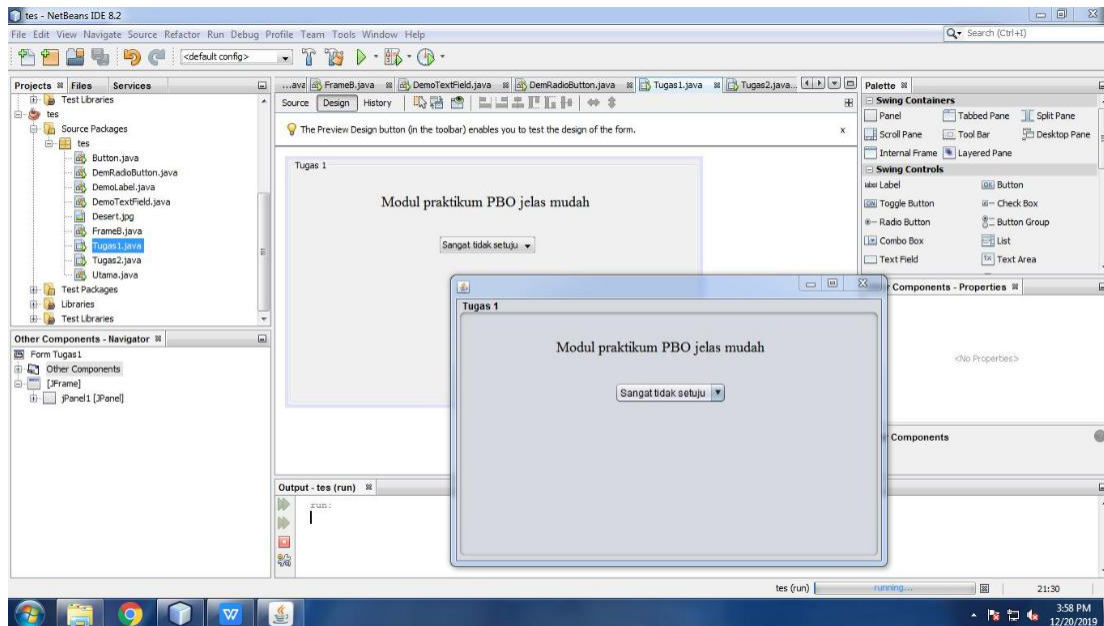 tes - NetBeans IDE 8.2
File Edit View Navigate Source Refactor Run Debug Profile Team Tools Window Help
Search (Ctrl+I)
<default config>
Projects Files Services
Test Libraries
tes
Source Packages
tes
Button.java
DemRadioButton.java
DemoLabel.java
DemoTextField.java
Desert.jpg
FrameB.java
Tugas1.java
Tugas2.java
Utama.java
Test Packages
Libraries
Test Libraries
Other Components - Navigator
Form Tugas1
Other Components
[JFrame]
jPanel1 [JPanel]
...ava FrameB.java DemoTextField.java DemRadioButton.java Tugas1.java Tugas2.java...
Source Design History
The Preview Design button (in the toolbar) enables you to test the design of the form. x
Tugas 1
Modul praktikum PBO jelas mudah
Sangat tidak setuju
Tugas 1
Modul praktikum PBO jelas mudah
Sangat tidak setuju
Output - tes (run)
run:
Palette
Swing Containers
Panel Tabbed Pane Split Pane
Scroll Pane Tool Bar Desktop Pane
Internal Frame Layered Pane
Swing Controls
label Label OK Button
ON Toggle Button Check Box
Radio Button Button Group
Combo Box List
Text Field Text Area
Components - Properties
<No Properties>
Components
tes (run) running... 21:30
3:58 PM
12/20/2019